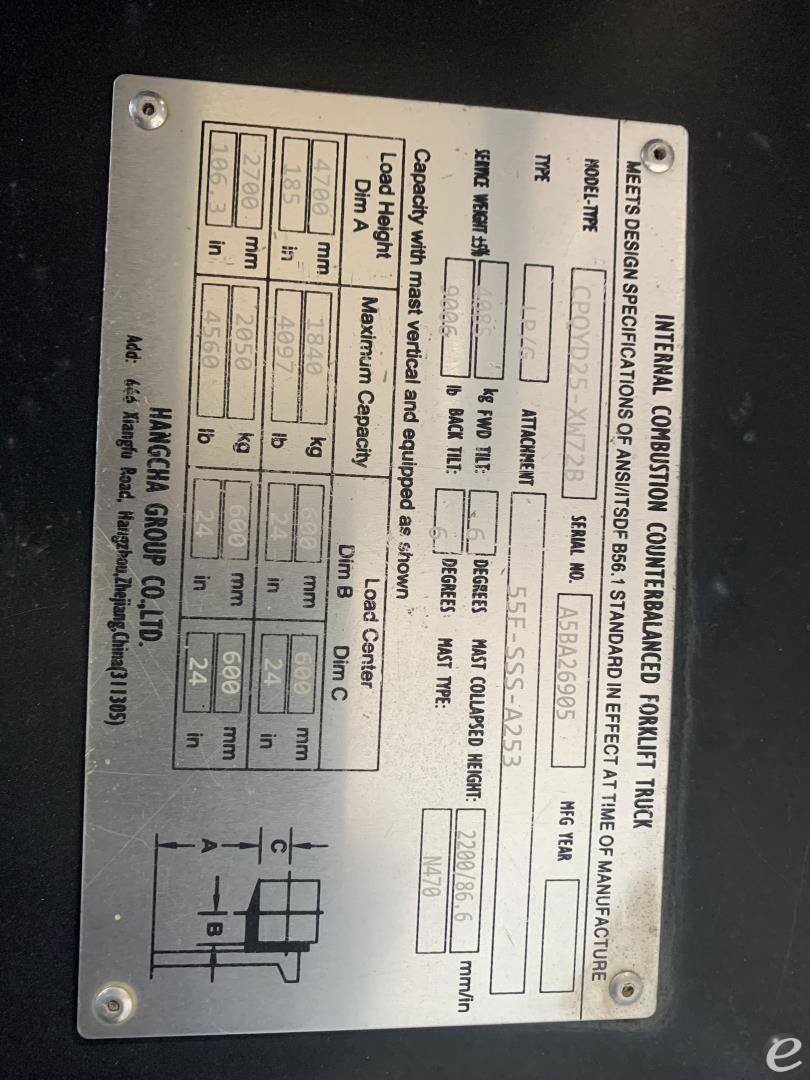 INTERNAL COMBUSTION COUNTERBALANCED FORKLIFT TRUCK
MEETS DESIGN SPECIFICATIONS OF ANSI/ITSDF B56.1 STANDARD IN EFFECT AT TIME OF MANUFACTURE
MODEL-TYPE CPQYD25-XW72B SERIAL NO. A5BA26905 MFG YEAR
TYPE LP/G ATTACHMENT 55F-SSS-A253
SERVICE WEIGHT ±5% 4085 kg FWD TILT: 6 DEGREES MAST COLLAPSED HEIGHT: 2200/86.6 mm/in
9006 lb BACK TILT: 6 DEGREES: MAST TYPE: N470
Capacity with mast vertical and equipped as shown
Load Height Maximum Capacity Load Center
Dim A Dim B Dim C
4700 mm 1840 kg 600 mm 600 mm
185 in 4097 lb 24 in 24 in
2700 mm 2050 kg 600 mm 600 mm
106.3 in 4560 lb 24 in 24 in
HANGCHA GROUP CO.,LTD.
Add: 666 Xiangfu Road, Hangzhou,Zhejiang,China(311305)
A
B
C
e